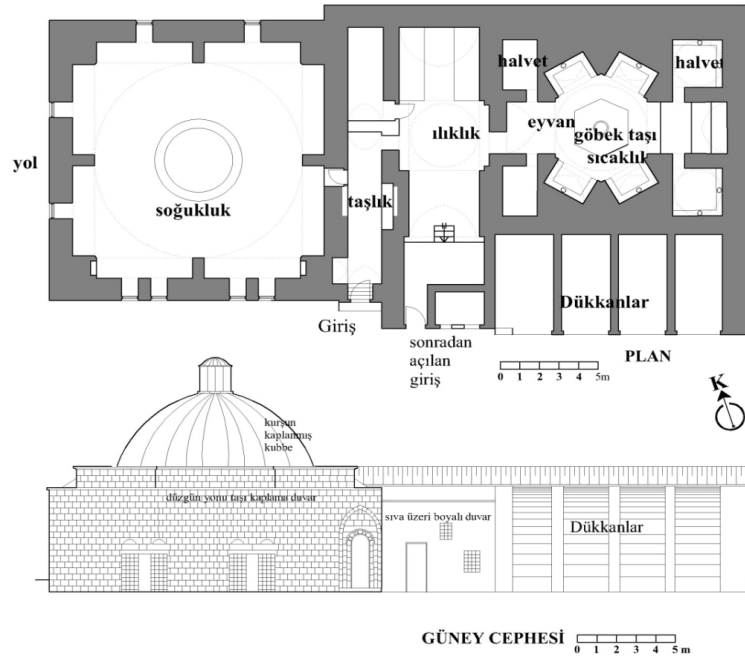 halvet
halvet
eyvan
göbek taşı
sıcaklık
ılıklık
yol
soğukluk
taşlık
Dükkanlar
Giriş
sonradan
açılan
giriş
PLAN
0 1 2 3 4 5m
K
kurşun
kaplanmış
kubbe
düzgün yonu taşı kaplama duvar
sıva üzeri boyalı duvar
Dükkanlar
GÜNEY CEPHESİ
0 1 2 3 4 5 m